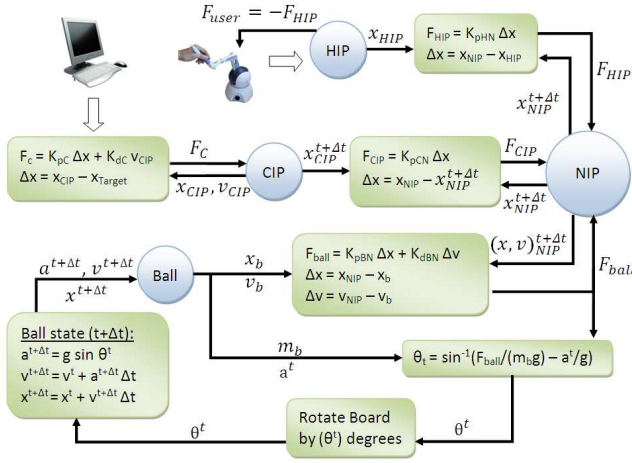 F_user = −F_HIP
HIP
x_HIP
F_HIP = K_pHN Δx
Δx = x_NIP − x_HIP
F_HIP
x_NIP^{t+Δt}
F_c = K_pC Δx + K_dC v_CIP
Δx = x_CIP − x_Target
F_C
x_CIP, v_CIP
CIP
x_CIP^{t+Δt}
F_CIP = K_pCN Δx
Δx = x_NIP − x_NIP^{t+Δt}
F_CIP
x_NIP^{t+Δt}
NIP
a^{t+Δt}, v^{t+Δt}
x^{t+Δt}
Ball
x_b
v_b
F_ball = K_pBN Δx + K_dBN Δv
Δx = x_NIP − x_b
Δv = v_NIP − v_b
(x, v)_NIP^{t+Δt}
F_ball
Ball state (t+Δt):
a^{t+Δt} = g sin θ^t
v^{t+Δt} = v^t + a^{t+Δt} Δt
x^{t+Δt} = x^t + v^{t+Δt} Δt
m_b
a^t
θ_t = sin^{-1}(F_ball/(m_b g) − a^t/g)
θ^t
Rotate Board
by (θ^t) degrees
θ^t